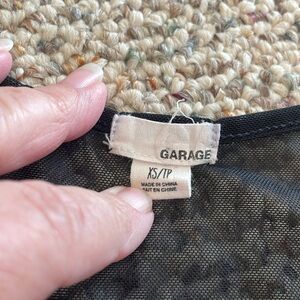 GARAGE
XS/TP
MADE IN CHINA
FAIT EN CHINE